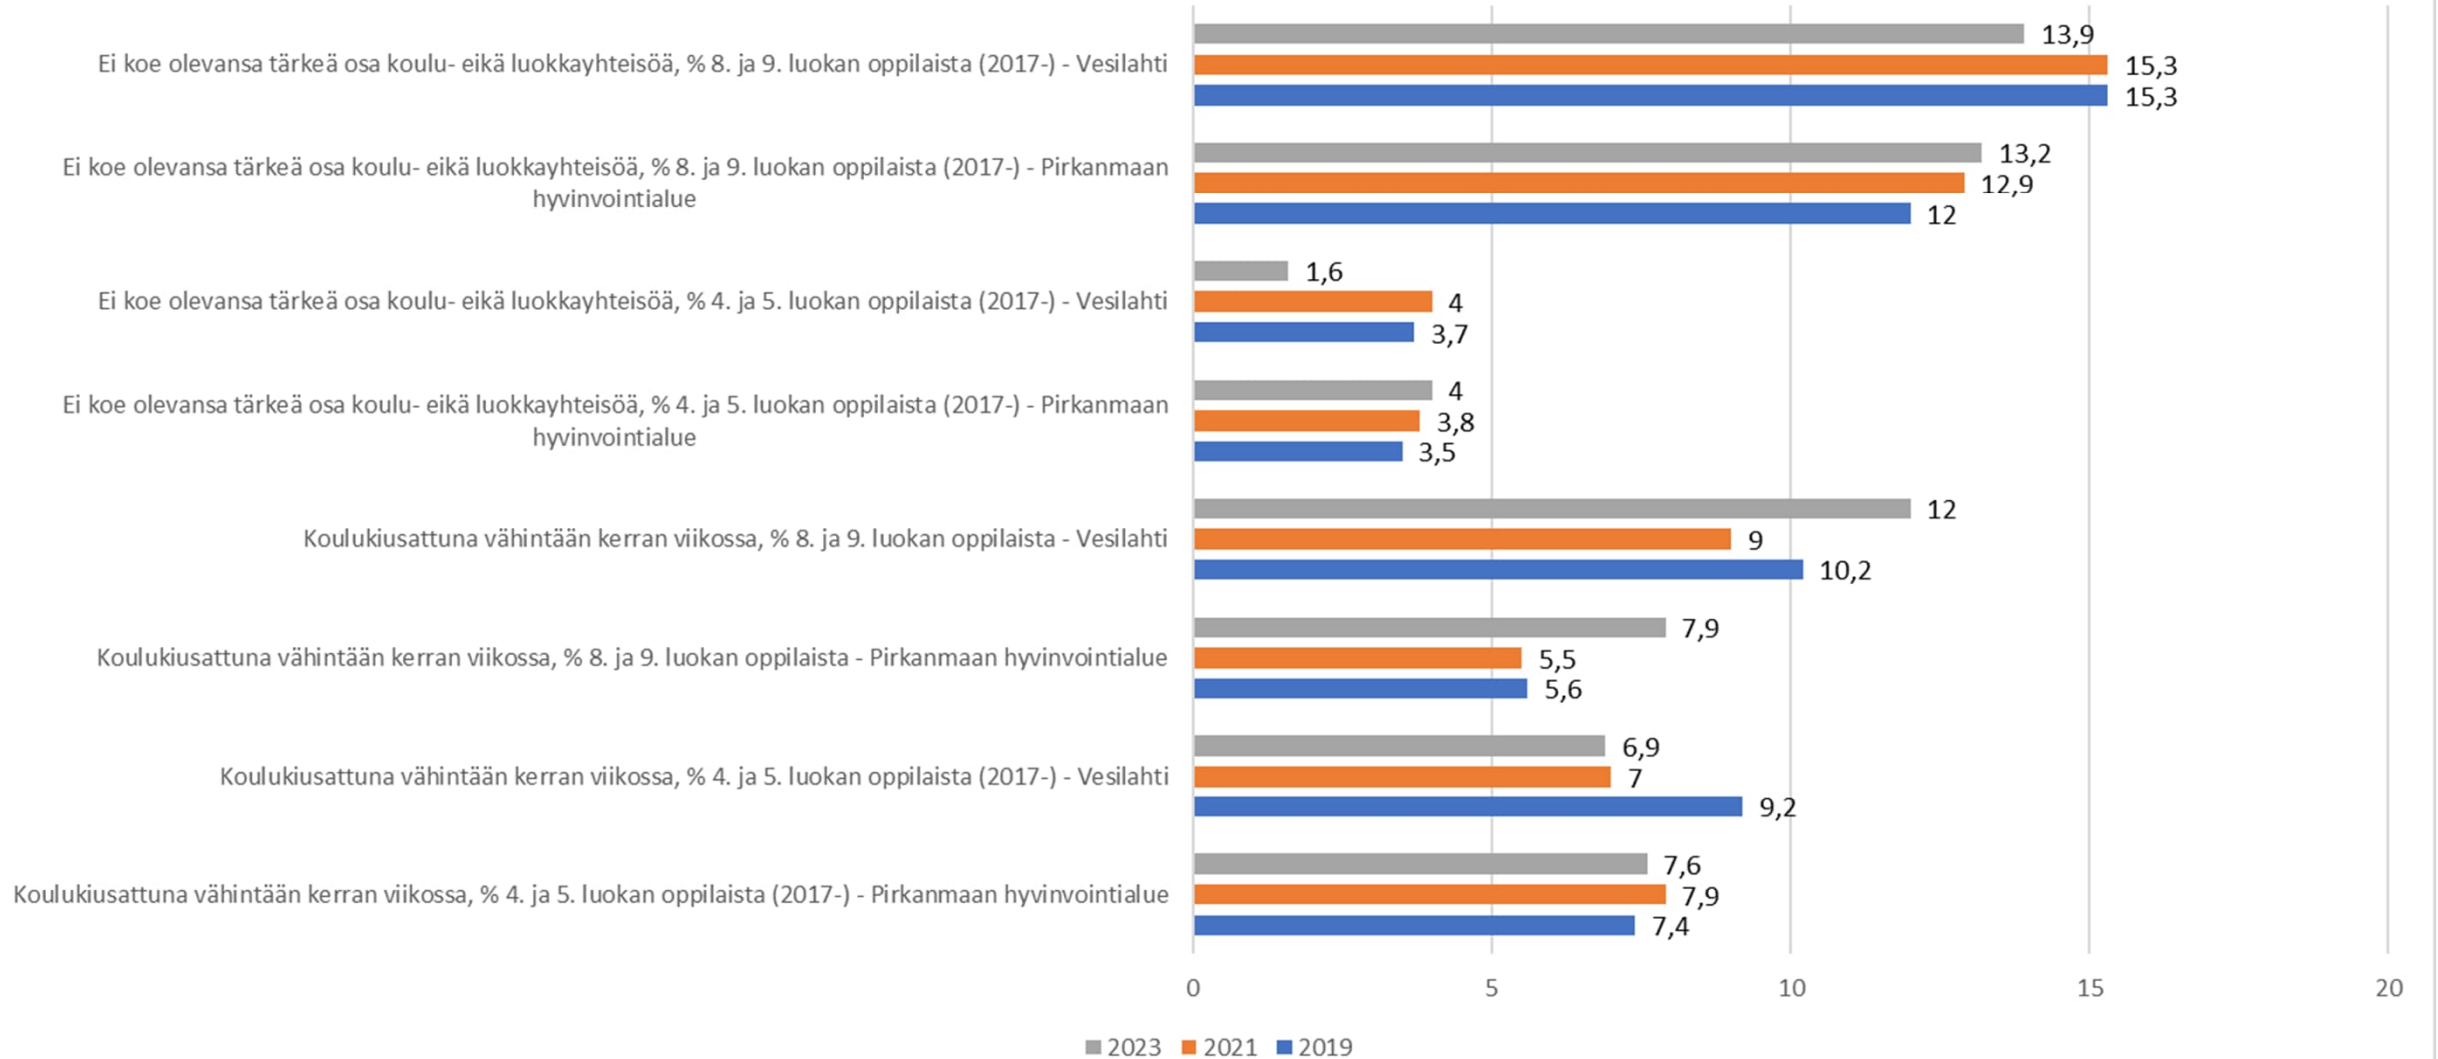 Ei koe olevansa tärkeä osa koulu- eikä luokkayhteisöä, % 8. ja 9. luokan oppilaista (2017-) - Vesilahti
13,9
15,3
15,3
Ei koe olevansa tärkeä osa koulu- eikä luokkayhteisöä, % 8. ja 9. luokan oppilaista (2017-) - Pirkanmaan
hyvinvointialue
13,2
12,9
12
Ei koe olevansa tärkeä osa koulu- eikä luokkayhteisöä, % 4. ja 5. luokan oppilaista (2017-) - Vesilahti
1,6
4
3,7
Ei koe olevansa tärkeä osa koulu- eikä luokkayhteisöä, % 4. ja 5. luokan oppilaista (2017-) - Pirkanmaan
hyvinvointialue
4
3,8
3,5
Koulukiusattuna vähintään kerran viikossa, % 8. ja 9. luokan oppilaista - Vesilahti
12
9
10,2
Koulukiusattuna vähintään kerran viikossa, % 8. ja 9. luokan oppilaista - Pirkanmaan hyvinvointialue
7,9
5,5
5,6
Koulukiusattuna vähintään kerran viikossa, % 4. ja 5. luokan oppilaista (2017-) - Vesilahti
6,9
7
9,2
Koulukiusattuna vähintään kerran viikossa, % 4. ja 5. luokan oppilaista (2017-) - Pirkanmaan hyvinvointialue
7,6
7,9
7,4
0 5 10 15 20
2023 2021 2019